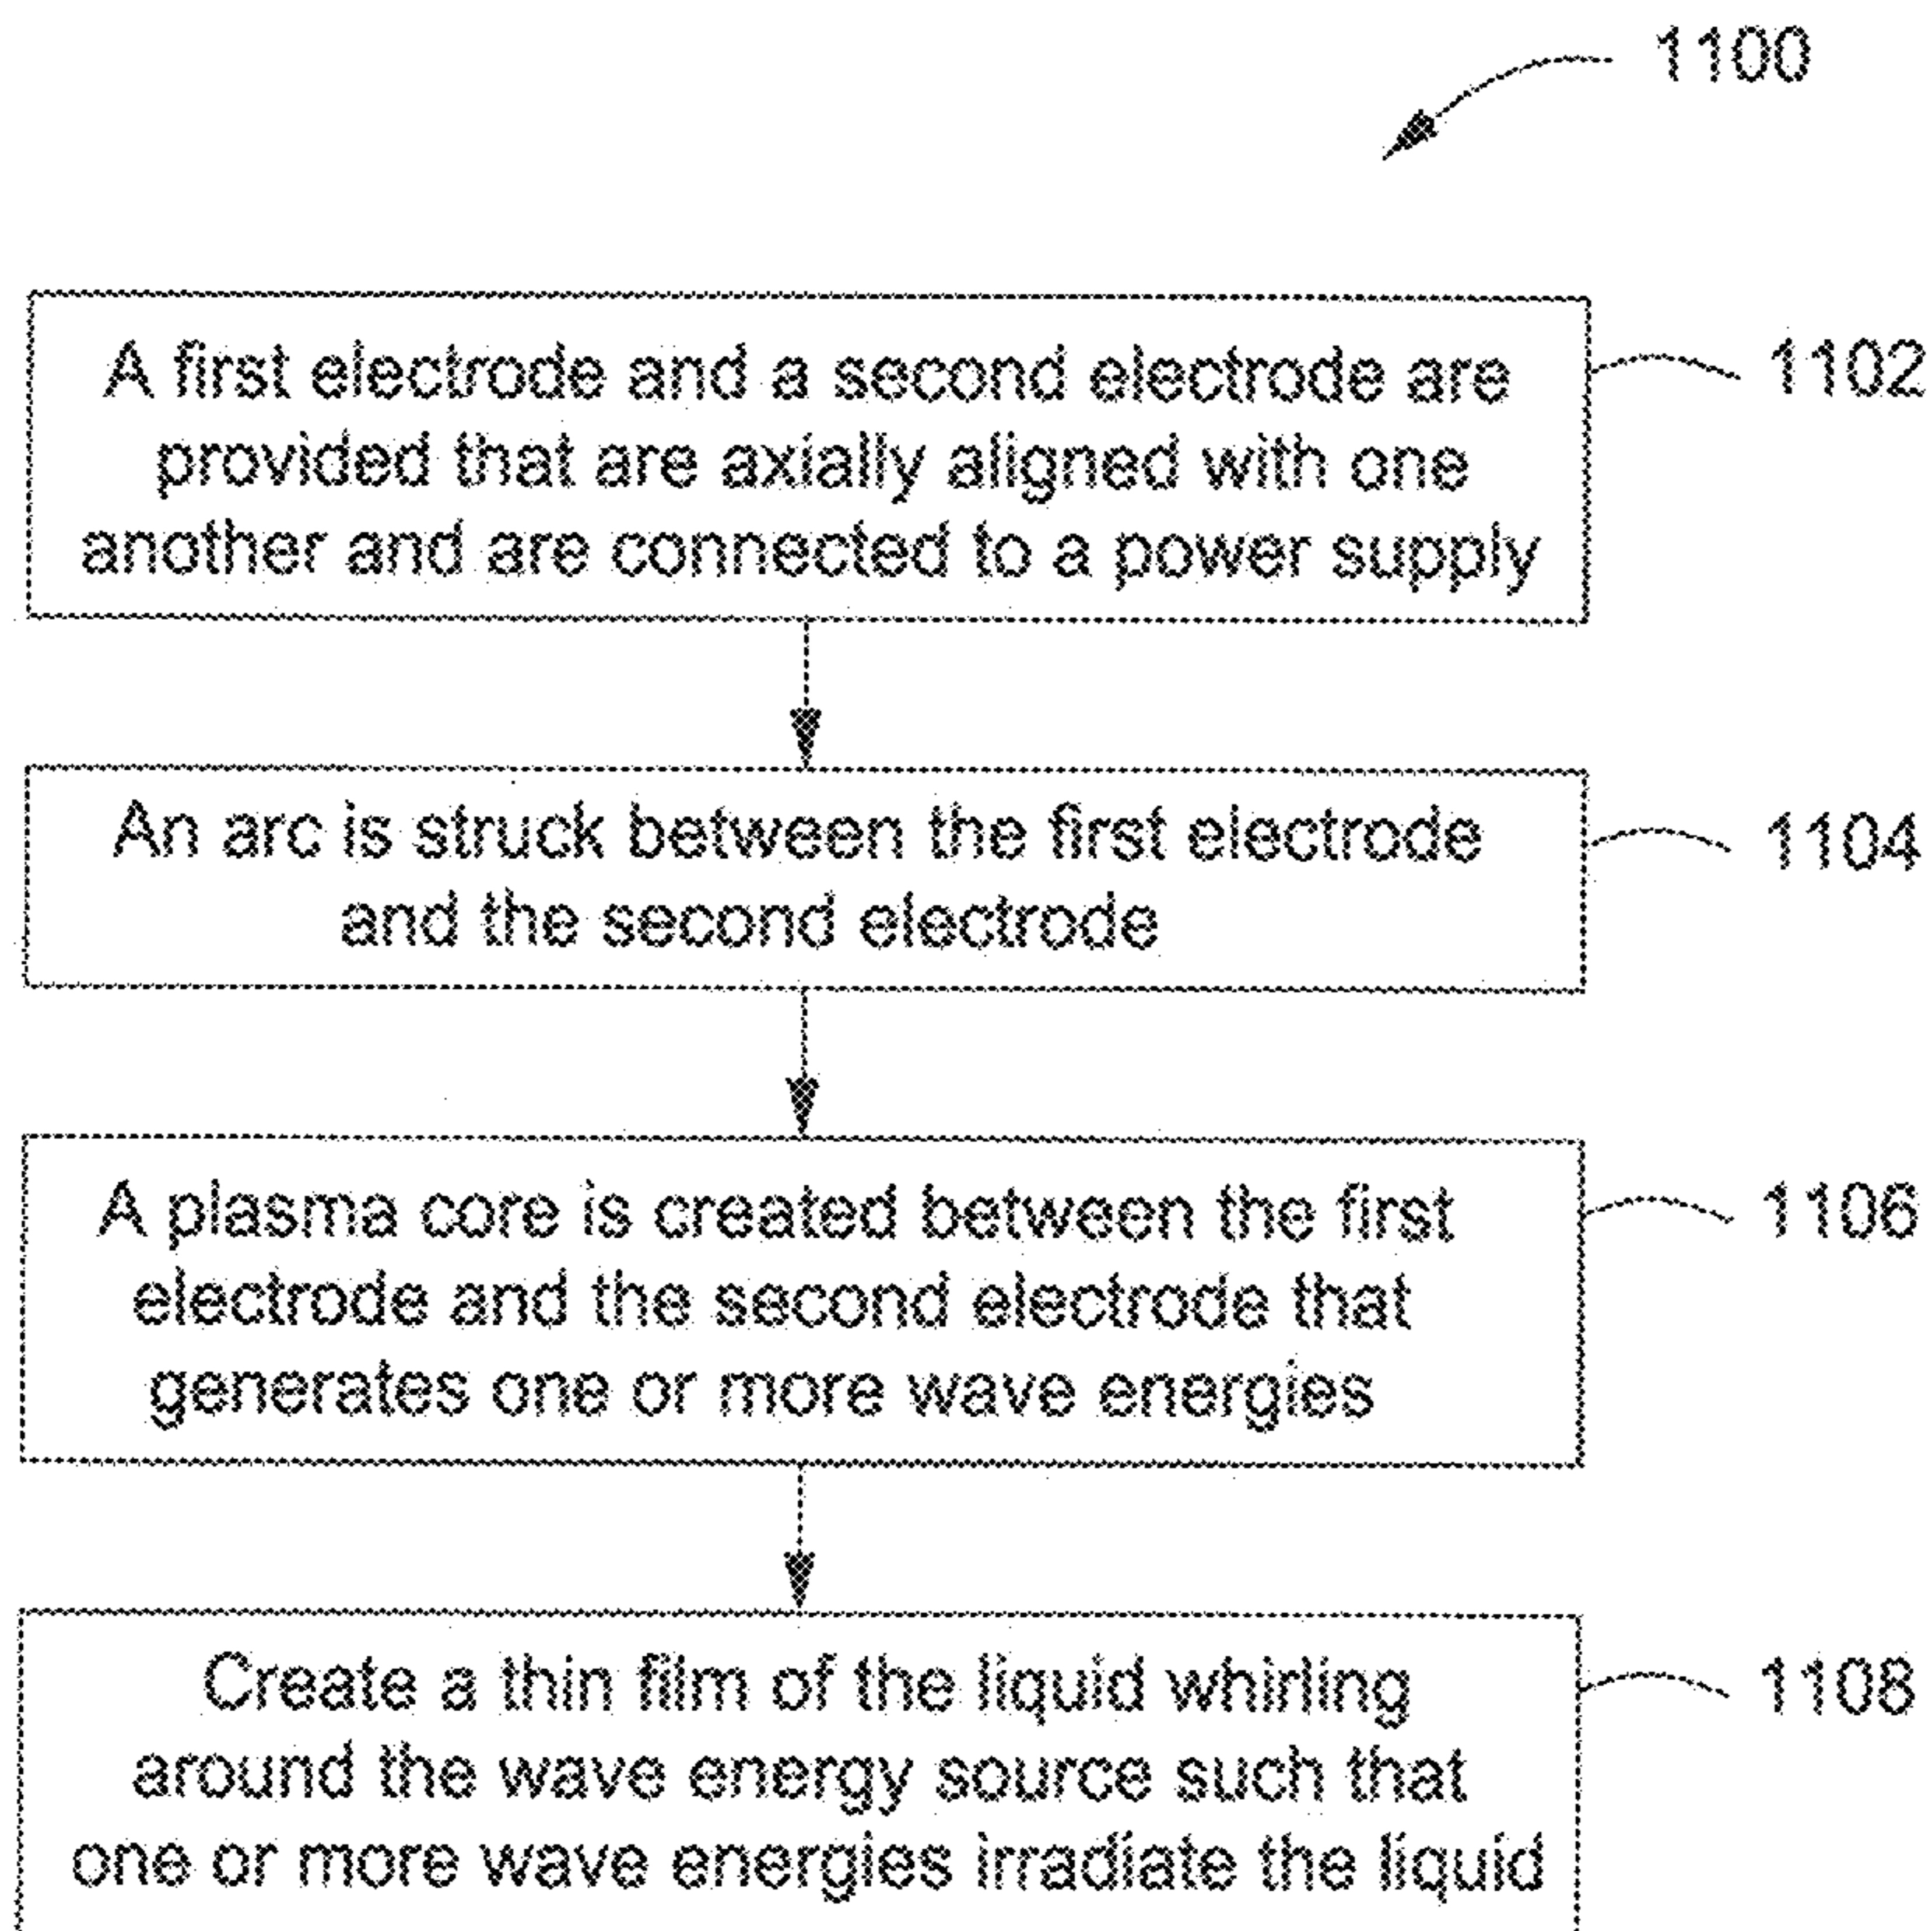 1100
A first electrode and a second electrode are
provided that are axially aligned with one
another and are connected to a power supply
1102
An arc is struck between the first electrode
and the second electrode
1104
A plasma core is created between the first
electrode and the second electrode that
generates one or more wave energies
1106
Create a thin film of the liquid whirling
around the wave energy source such that
one or more wave energies irradiate the liquid
1108